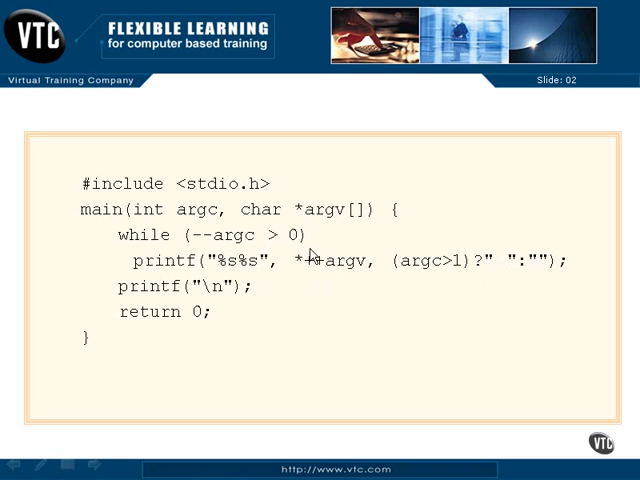 VTC
FLEXIBLE LEARNING
for computer based training
Virtual Training Company
Slide: 02
#include <stdio.h>
main(int argc, char *argv[]) {
while (--argc > 0)
printf("%s%s", *++argv, (argc>1)?" ":"");
printf("\n");
return 0;
}
VTC
http://www.vtc.com